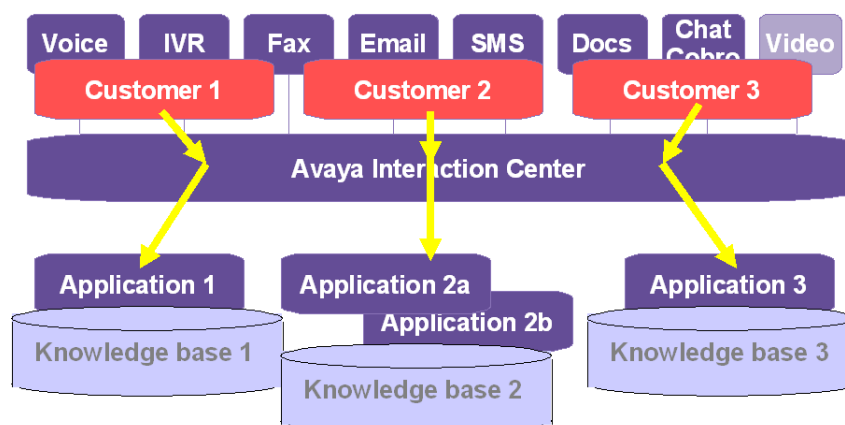 Voice IVR Fax Email SMS Docs Chat Video
Cobro
Customer 1 Customer 2 Customer 3
Avaya Interaction Center
Application 1 Application 2a Application 3
Application 2b
Knowledge base 1 Knowledge base 3
Knowledge base 2